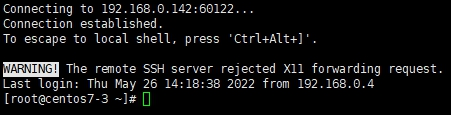 Connecting to 192.168.0.142:60122...
Connection established.
To escape to local shell, press 'Ctrl+Alt+]'.
WARNING! The remote SSH server rejected X11 forwarding request.
Last login: Thu May 26 14:18:38 2022 from 192.168.0.4
[root@centos7-3 ~]#